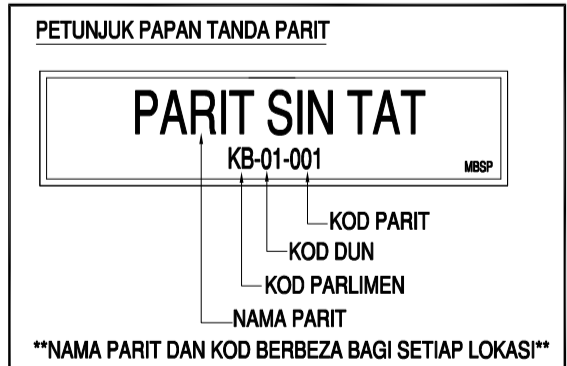 PETUNJUK PAPAN TANDA PARIT
PARIT SIN TAT
KB-01-001
MBSP
KOD PARIT
KOD DUN
KOD PARLIMEN
NAMA PARIT
**NAMA PARIT DAN KOD BERBEZA BAGI SETIAP LOKASI**